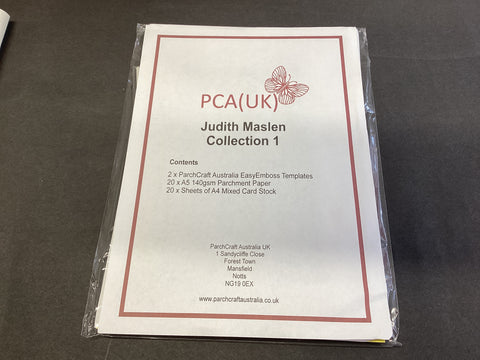 PCA(UK)
Judith Maslen
Collection 1
Contents
2 x ParchCraft Australia EasyEmboss Templates
20 x A5 140gsm Parchment Paper
20 x Sheets of A4 Mixed Card Stock
ParchCraft Australia UK
1 Sandycliffe Close
Forest Town
Mansfield
Notts
NG19 0EX
www.parchcraftaustralia.co.uk